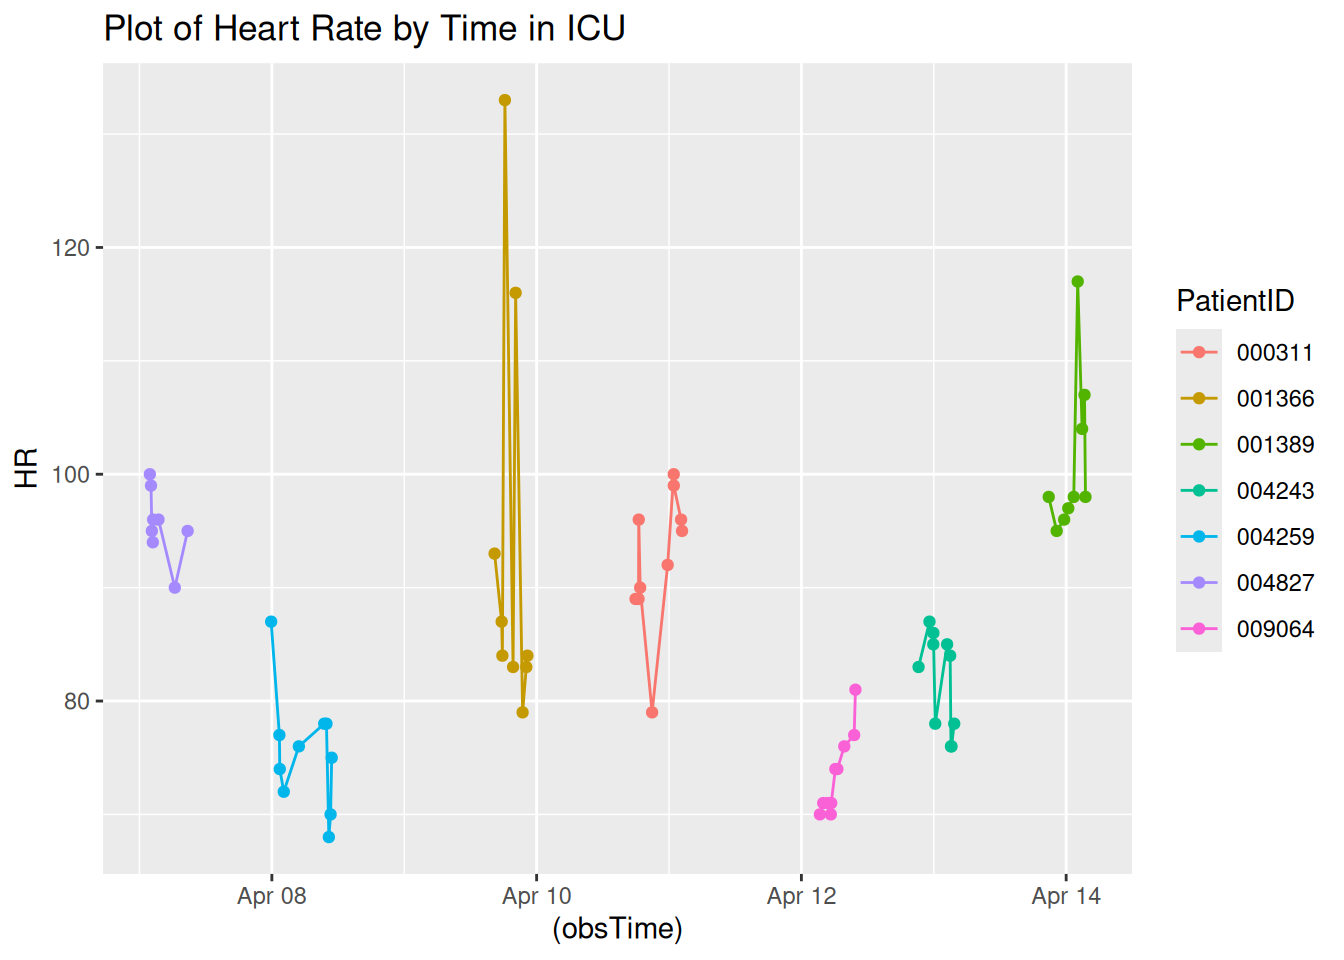 Plot of Heart Rate by Time in ICU
HR
120
100
80
Apr 08
Apr 10
Apr 12
Apr 14
(obsTime)
PatientID
000311
001366
001389
004243
004259
004827
009064